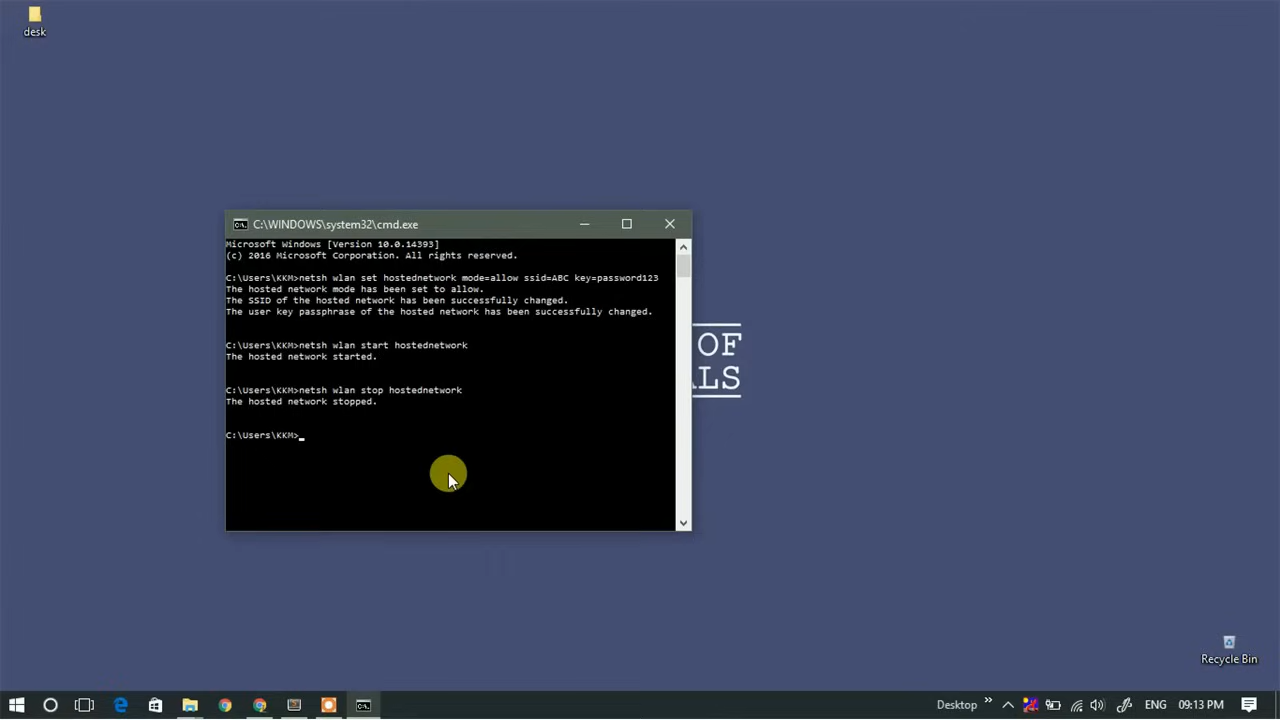 desk
C:\WINDOWS\system32\cmd.exe
Microsoft Windows [Version 10.0.14393]
(c) 2016 Microsoft Corporation. All rights reserved.
C:\Users\KKM>netsh wlan set hostednetwork mode=allow ssid=ABC key=password123
The hosted network mode has been set to allow.
The SSID of the hosted network has been successfully changed.
The user key passphrase of the hosted network has been successfully changed.
C:\Users\KKM>netsh wlan start hostednetwork
The hosted network started.
C:\Users\KKM>netsh wlan stop hostednetwork
The hosted network stopped.
C:\Users\KKM>
OF
ALS
Recycle Bin
Desktop
ENG
09:13 PM